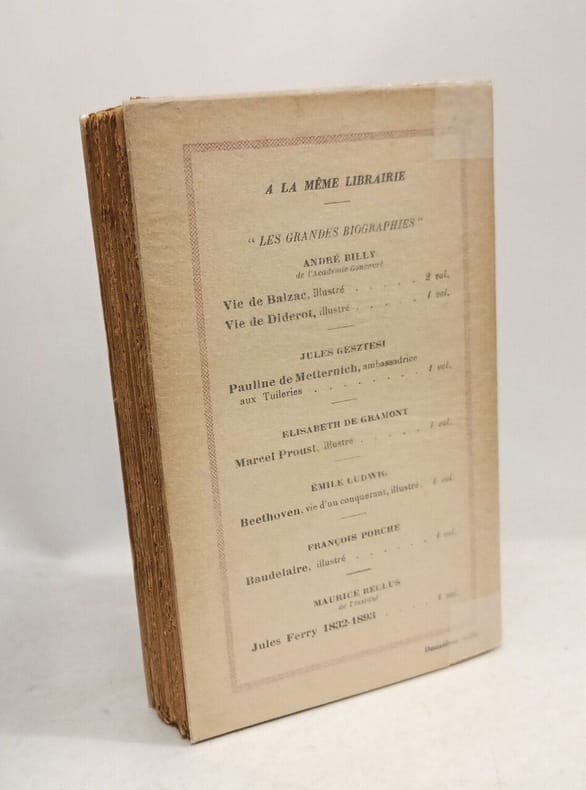 A LA MÊME LIBRAIRIE
" LES GRANDES BIOGRAPHIES "
ANDRÉ BILLY
de l'Académie Goncourt
Vie de Balzac, illustré . . . . . 2 vol.
Vie de Diderot, illustré . . . . . 1 vol.
JULES GESZTESI
Pauline de Metternich, ambassadrice
aux Tuileries . . . . . . . . 1 vol.
ELISABETH DE GRAMONT
Marcel Proust, illustré . . . . . 1 vol.
ÉMILE LUDWIG
Beethoven, vie d'un conquérant, illustré. 1 vol.
FRANÇOIS PORCHÉ
Baudelaire, illustré . . . . . 1 vol.
MAURICE RECLUS
de l'Institut
Jules Ferry 1832-1893 . . . . 1 vol.